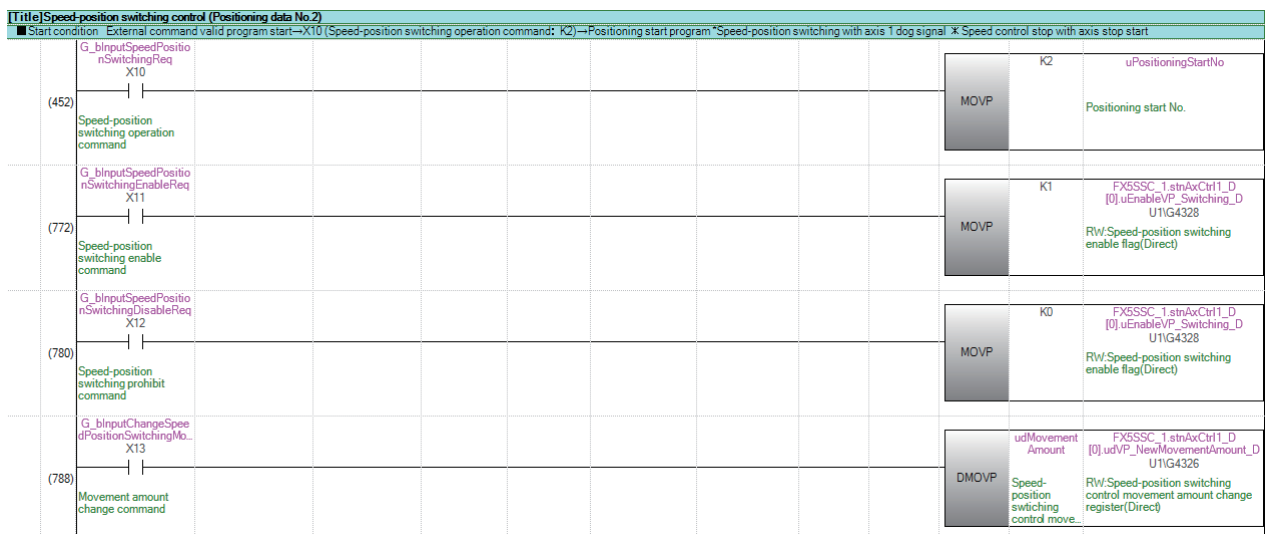 [Title]Speed-position switching control (Positioning data No.2)
■Start condition External command valid program start→X10 (Speed-position switching operation command: K2)→Positioning start program *Speed-position switching with axis 1 dog signal ※Speed control stop with axis stop start
G_bInputSpeedPositio
nSwitchingReq
X10
(452)
Speed-position
switching operation
command
MOVP
K2
uPositioningStartNo
Positioning start No.
G_bInputSpeedPositio
nSwitchingEnableReq
X11
(772)
Speed-position
switching enable
command
MOVP
K1
FX5SSC_1.stnAxCtrl1_D
[0].uEnableVP_Switching_D
U1\G4328
RW:Speed-position switching
enable flag(Direct)
G_bInputSpeedPositio
nSwitchingDisableReq
X12
(780)
Speed-position
switching prohibit
command
MOVP
K0
FX5SSC_1.stnAxCtrl1_D
[0].uEnableVP_Switching_D
U1\G4328
RW:Speed-position switching
enable flag(Direct)
G_bInputChangeSpee
dPositionSwitchingMo...
X13
(788)
Movement amount
change command
DMOVP
udMovement
Amount
Speed-
position
swtiching
control move...
FX5SSC_1.stnAxCtrl1_D
[0].udVP_NewMovementAmount_D
U1\G4326
RW:Speed-position switching
control movement amount change
register(Direct)